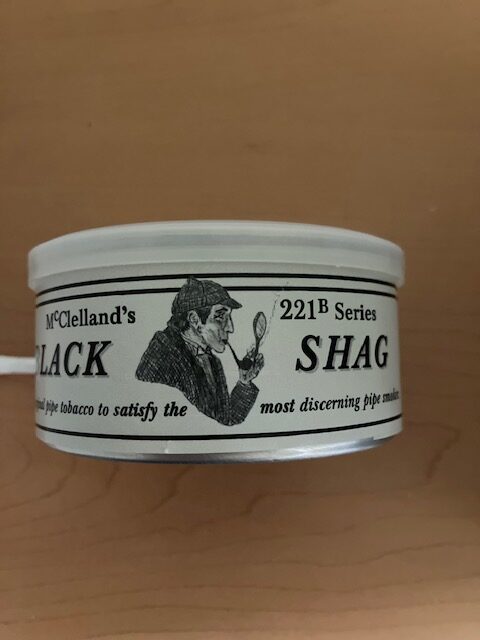 McClelland's 221B Series
LACK SHAG
pipe tobacco to satisfy the most discerning pipe